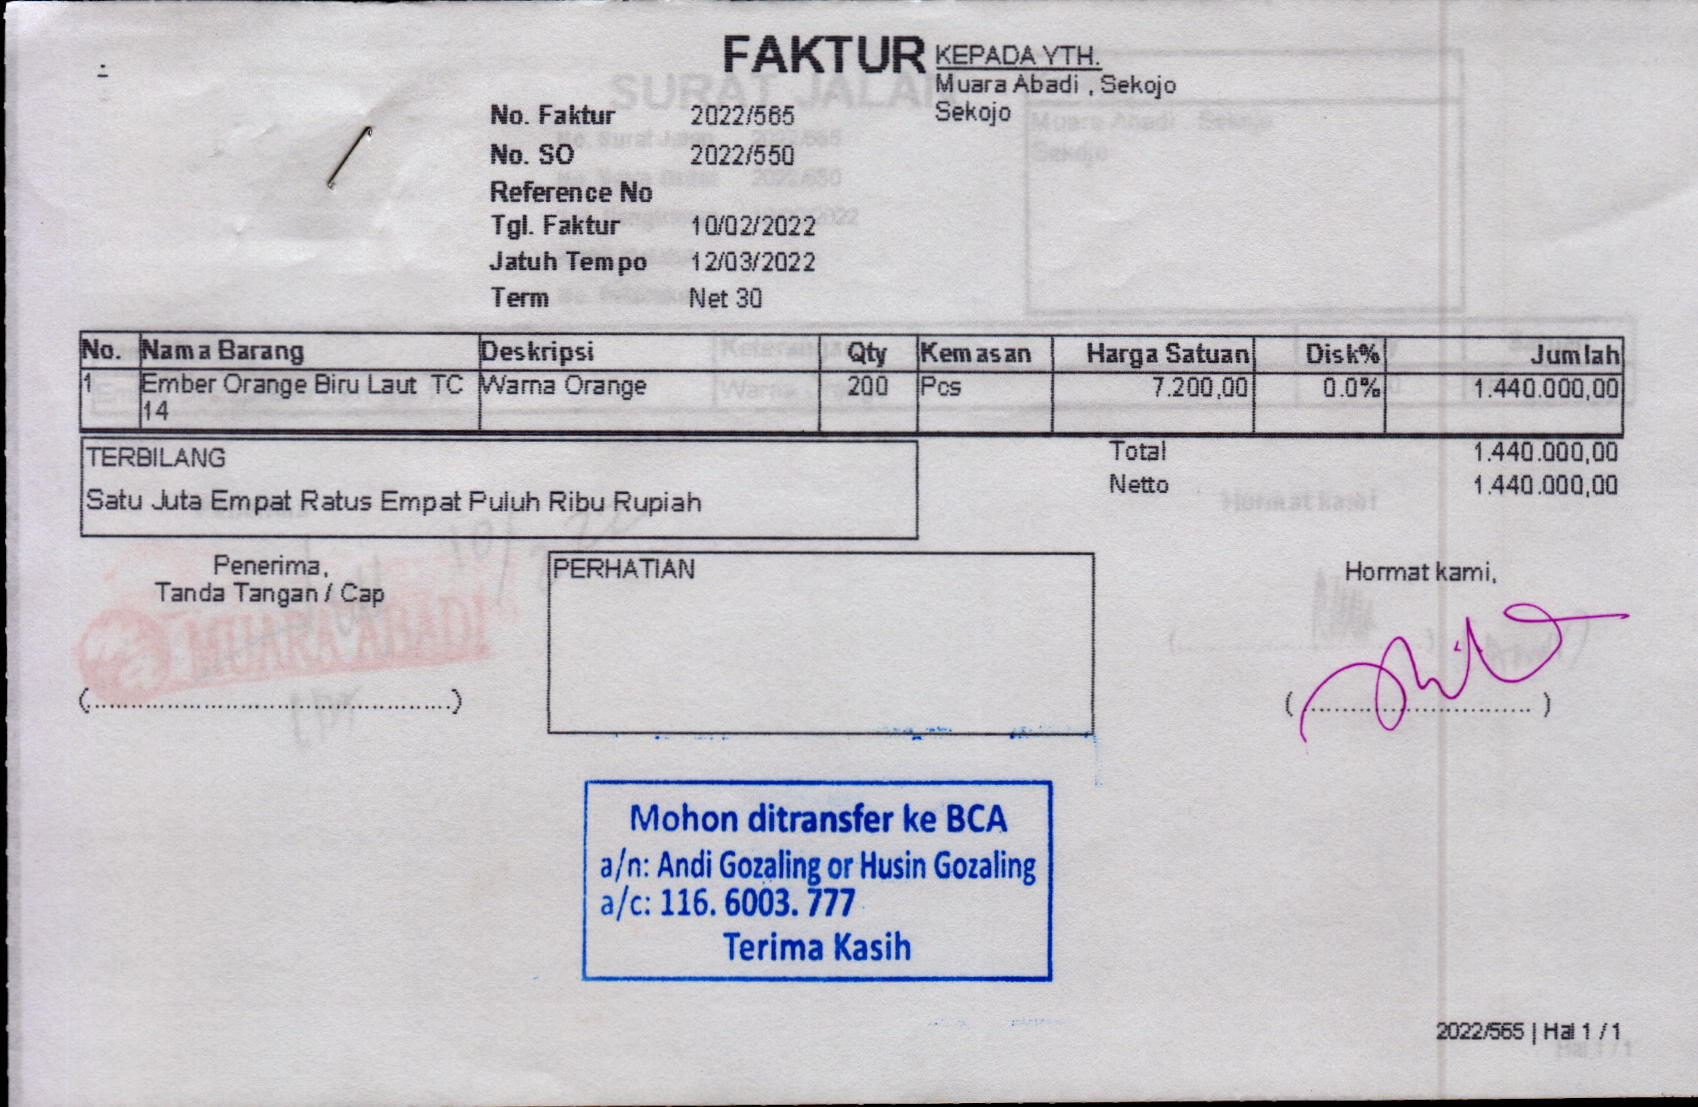 FAKTUR
KEPADA YTH.
Muara Abadi , Sekojo
Sekojo
No. Faktur 2022/565
No. SO 2022/550
Reference No
Tgl. Faktur 10/02/2022
Jatuh Tempo 12/03/2022
Term Net 30
No. Nama Barang Deskripsi Qty Kemasan Harga Satuan Disk% Jumlah
1 Ember Orange Biru Laut TC Warna Orange 200 Pcs 7.200,00 0.0% 1.440.000,00
14
TERBILANG
Satu Juta Empat Ratus Empat Puluh Ribu Rupiah
Total 1.440.000,00
Netto 1.440.000,00
Penerima,
Tanda Tangan / Cap
MUARA ABADI
(..................................................)
PERHATIAN
Hormat kami,
(................................)
Mohon ditransfer ke BCA
a/n: Andi Gozaling or Husin Gozaling
a/c: 116. 6003. 777
Terima Kasih
2022/565 | Hal 1 / 1